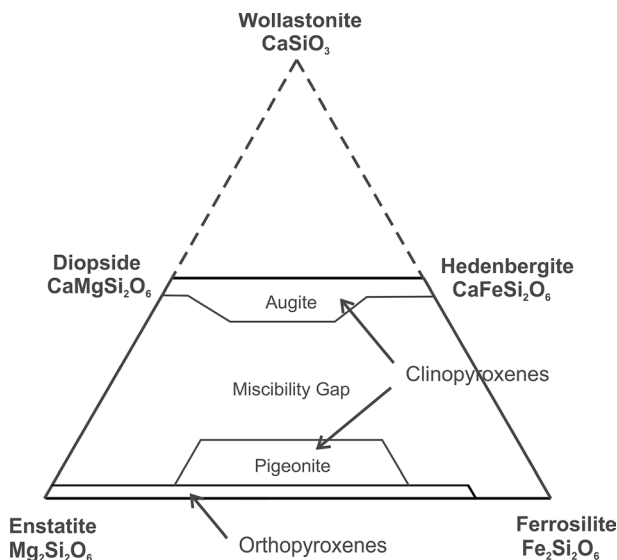 Wollastonite
CaSiO₃
Diopside
CaMgSi₂O₆
Hedenbergite
CaFeSi₂O₆
Augite
Clinopyroxenes
Miscibility Gap
Pigeonite
Enstatite
Mg₂Si₂O₆
Orthopyroxenes
Ferrosilite
Fe₂Si₂O₆